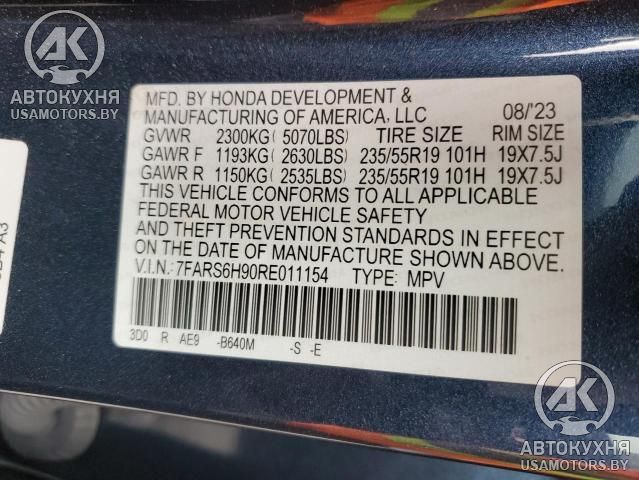 АК
АВТОКУХНЯ
USAMOTORS.BY
MFD. BY HONDA DEVELOPMENT &
MANUFACTURING OF AMERICA, LLC 08/'23
GVWR 2300KG (5070LBS) TIRE SIZE RIM SIZE
GAWR F 1193KG (2630LBS) 235/55R19 101H 19X7.5J
GAWR R 1150KG (2535LBS) 235/55R19 101H 19X7.5J
THIS VEHICLE CONFORMS TO ALL APPLICABLE
FEDERAL MOTOR VEHICLE SAFETY
AND THEFT PREVENTION STANDARDS IN EFFECT
ON THE DATE OF MANUFACTURE SHOWN ABOVE.
V.I.N.: 7FARS6H90RE011154 TYPE: MPV
3D0 R AE9 -B640M -S -E
АК
АВТОКУХНЯ
USAMOTORS.BY